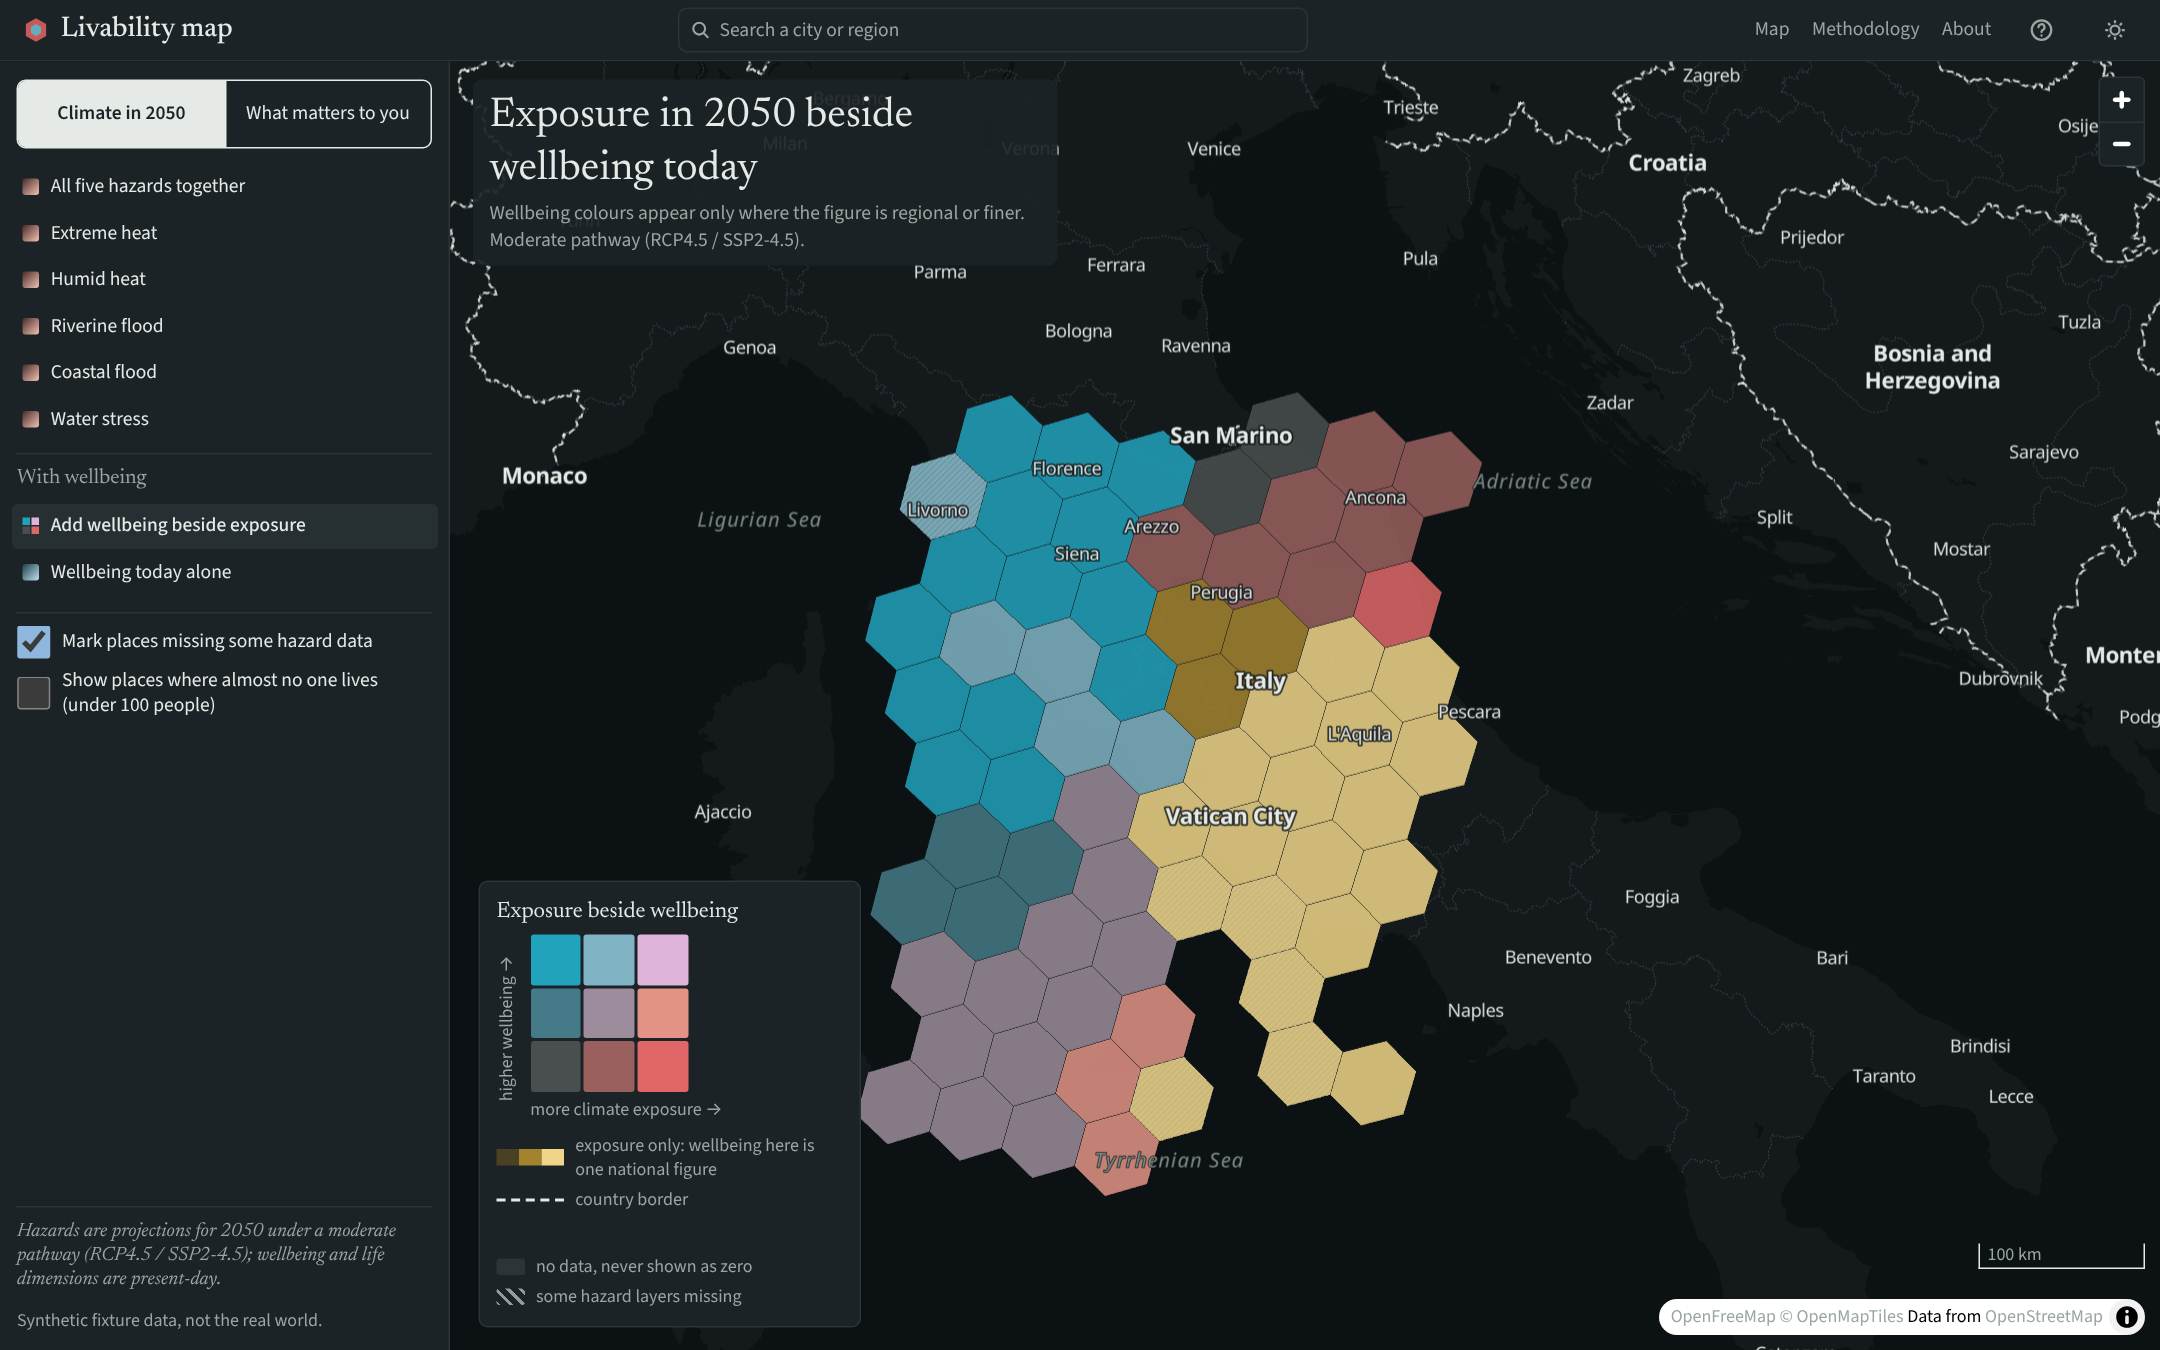 Livability map
Search a city or region
Map
Methodology
About
Climate in 2050
What matters to you
All five hazards together
Extreme heat
Humid heat
Riverine flood
Coastal flood
Water stress
With wellbeing
Add wellbeing beside exposure
Wellbeing today alone
Mark places missing some hazard data
Show places where almost no one lives
(under 100 people)
Hazards are projections for 2050 under a moderate
pathway (RCP4.5 / SSP2-4.5); wellbeing and life
dimensions are present-day.
Synthetic fixture data, not the real world.
Exposure in 2050 beside
wellbeing today
Wellbeing colours appear only where the figure is regional or finer.
Moderate pathway (RCP4.5 / SSP2-4.5).
Bergamo
Milan
Verona
Zagreb
Trieste
Osije
Venice
Croatia
Prijedor
Pula
Parma
Ferrara
Tuzla
Bologna
Ravenna
Genoa
Bosnia and
Herzegovina
Zadar
San Marino
Sarajevo
Florence
Monaco
Adriatic Sea
Ancona
Livorno
Ligurian Sea
Split
Arezzo
Siena
Mostar
Perugia
Monte
Italy
Dubrovnik
Pescara
Podg
L'Aquila
Ajaccio
Vatican City
Foggia
Benevento
Bari
Naples
Brindisi
Taranto
Lecce
Tyrrhenian Sea
Exposure beside wellbeing
higher wellbeing →
more climate exposure →
exposure only: wellbeing here is
one national figure
country border
no data, never shown as zero
some hazard layers missing
100 km
OpenFreeMap © OpenMapTiles Data from OpenStreetMap